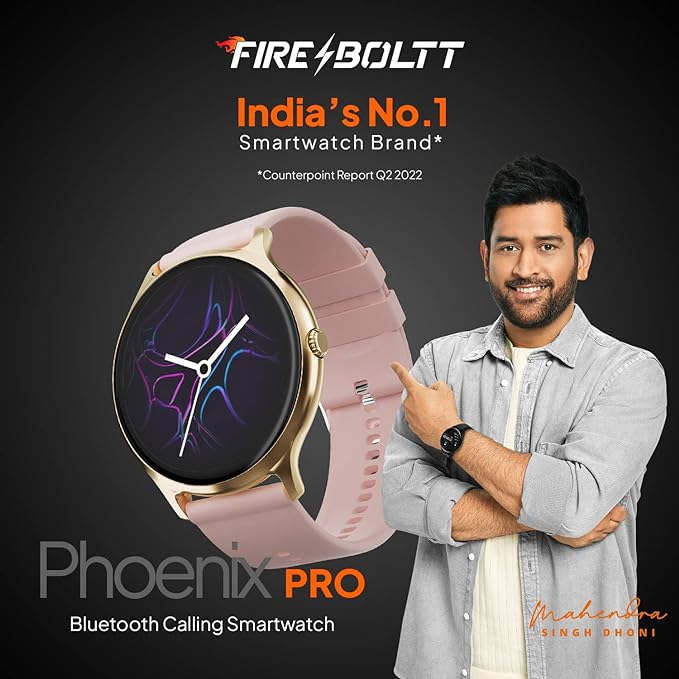 FIRE BOLTT
India's No.1
Smartwatch Brand*
*Counterpoint Report Q2 2022
Phoenix PRO
Bluetooth Calling Smartwatch
Mahendra
SINGH DHONI